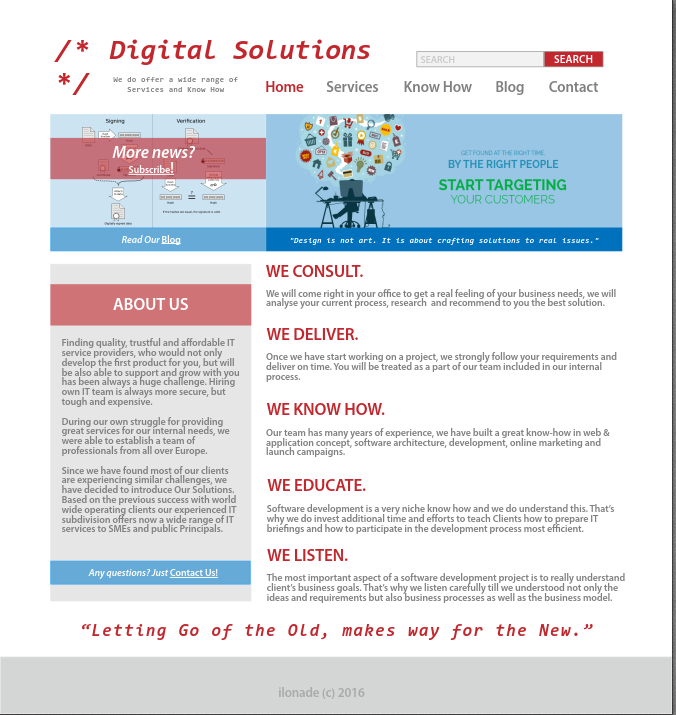 /* Digital Solutions
*/
We do offer a wide range of
Services and Know How
SEARCH
SEARCH
Home Services Know How Blog Contact
Signing Verification
More news?
Subscribe!
Read Our Blog
GET FOUND AT THE RIGHT TIME,
BY THE RIGHT PEOPLE
START TARGETING
YOUR CUSTOMERS
"Design is not art. It is about crafting solutions to real issues."
ABOUT US
Finding quality, trustful and affordable IT
service providers, who would not only
develop the first product for you, but will
be also able to support and grow with you
has been always a huge challenge. Hiring
own IT team is always more secure, but
tough and expensive.
During our own struggle for providing
great services for our internal needs, we
were able to establish a team of
professionals from all over Europe.
Since we have found most of our clients
are experiencing similar challenges, we
have decided to introduce Our Solutions.
Based on the previous success with world
wide operating clients our experienced IT
subdivision offers now a wide range of IT
services to SMEs and public Principals.
Any questions? Just Contact Us!
WE CONSULT.
We will come right in your office to get a real feeling of your business needs, we will
analyse your current process, research and recommend to you the best solution.
WE DELIVER.
Once we have start working on a project, we strongly follow your requirements and
deliver on time. You will be treated as a part of our team included in our internal
process.
WE KNOW HOW.
Our team has many years of experience, we have built a great know-how in web &
application concept, software architecture, development, online marketing and
launch campaigns.
WE EDUCATE.
Software development is a very niche know how and we do understand this. That's
why we do invest additional time and efforts to teach Clients how to prepare IT
briefings and how to participate in the development process most efficient.
WE LISTEN.
The most important aspect of a software development project is to really understand
client's business goals. That's why we listen carefully till we understood not only the
ideas and requirements but also business processes as well as the business model.
“Letting Go of the Old, makes way for the New.”
ilonade (c) 2016